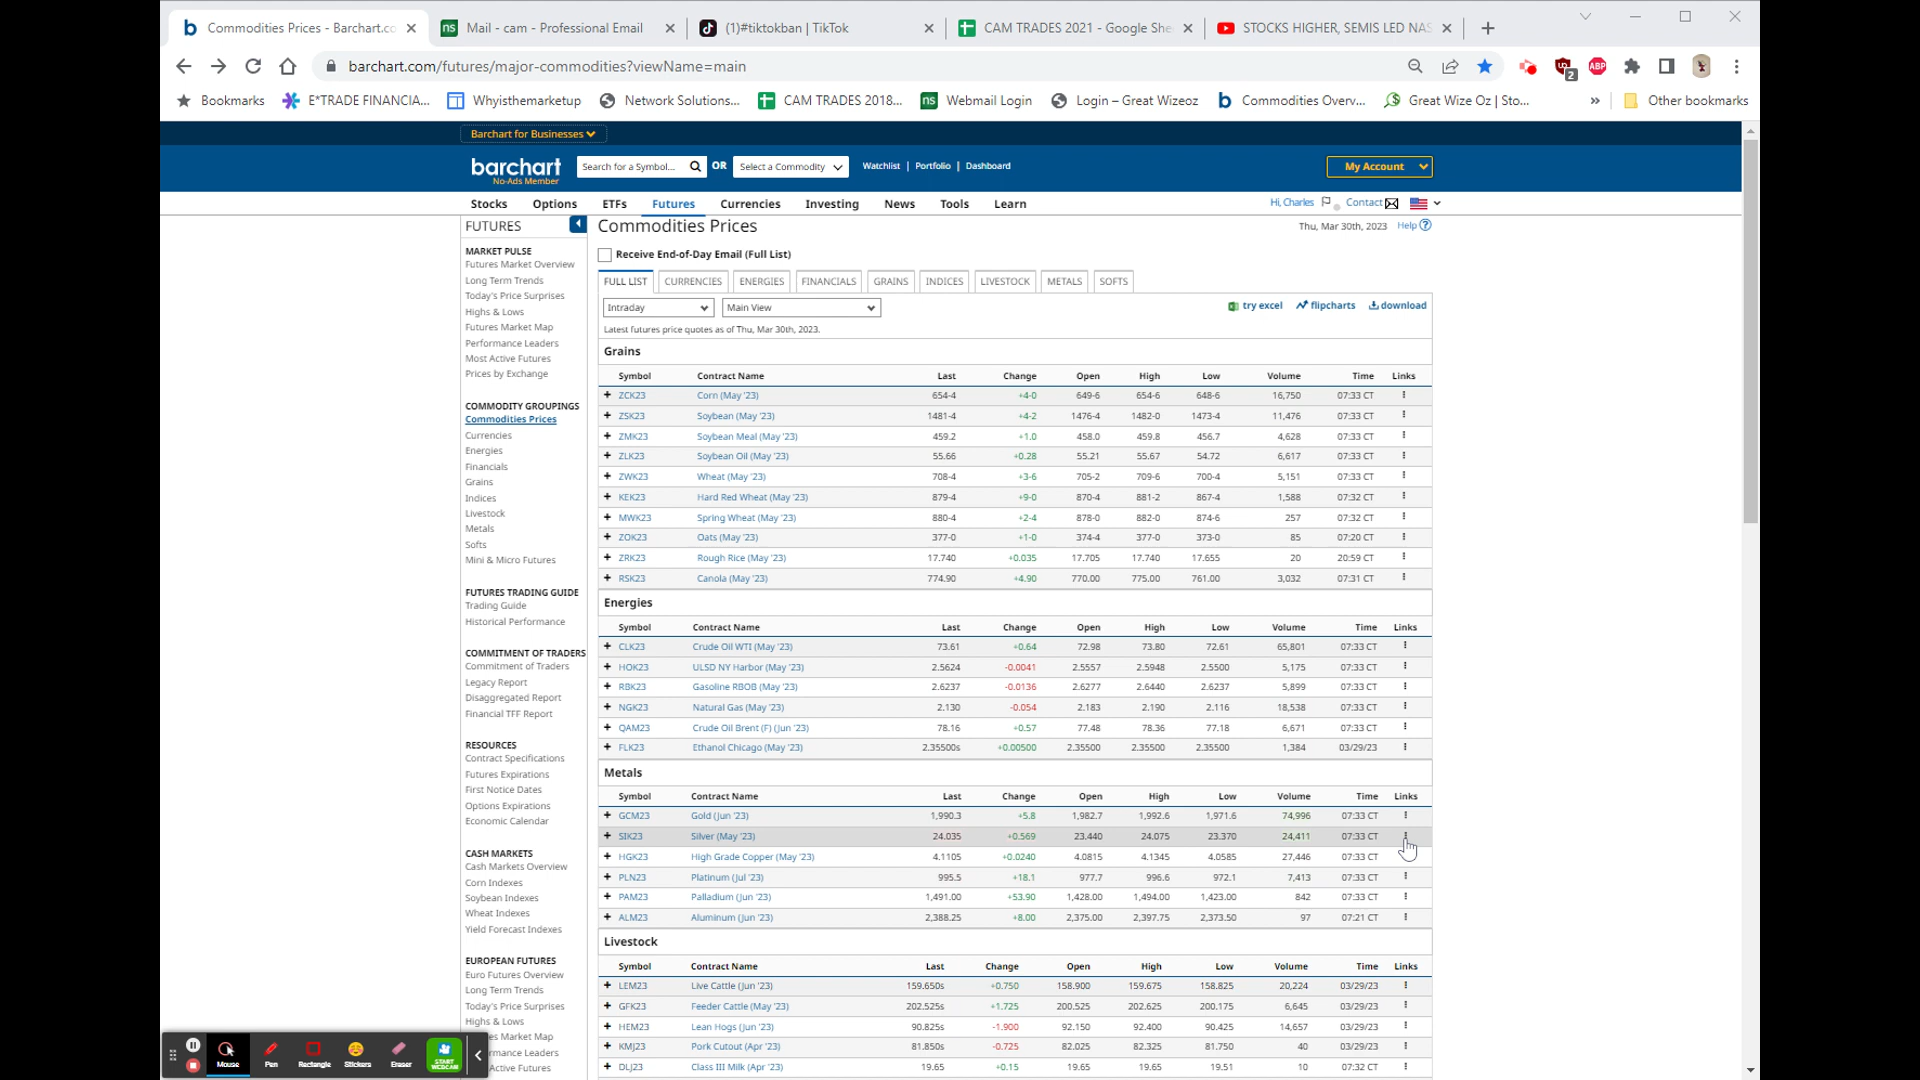 Commodities Prices - Barchart.co
Mail - cam - Professional Email
(1)#tiktokban | TikTok
CAM TRADES 2021 - Google She
STOCKS HIGHER, SEMIS LED NAS
barchart.com/futures/major-commodities?viewName=main
2
ABP
Bookmarks
E*TRADE FINANCIA...
Whyisthemarketup
Network Solutions...
CAM TRADES 2018...
Webmail Login
Login – Great Wizeoz
Commodities Overv...
Great Wize Oz | Sto...
»
Other bookmarks
Barchart for Businesses
barchart
No-Ads Member
Search for a Symbol...
OR
Select a Commodity
Watchlist | Portfolio | Dashboard
My Account
Stocks Options ETFs Futures Currencies Investing News Tools Learn
Hi, Charles
Contact
FUTURES
Commodities Prices
Thu, Mar 30th, 2023 Help
Receive End-of-Day Email (Full List)
FULL LIST CURRENCIES ENERGIES FINANCIALS GRAINS INDICES LIVESTOCK METALS SOFTS
Intraday Main View
try excel flipcharts download
Latest futures price quotes as of Thu, Mar 30th, 2023.
MARKET PULSE
Futures Market Overview
Long Term Trends
Today's Price Surprises
Highs & Lows
Futures Market Map
Performance Leaders
Most Active Futures
Prices by Exchange
COMMODITY GROUPINGS
Commodities Prices
Currencies
Energies
Financials
Grains
Indices
Livestock
Metals
Softs
Mini & Micro Futures
FUTURES TRADING GUIDE
Trading Guide
Historical Performance
COMMITMENT OF TRADERS
Commitment of Traders
Legacy Report
Disaggregated Report
Financial TFF Report
RESOURCES
Contract Specifications
Futures Expirations
First Notice Dates
Options Expirations
Economic Calendar
CASH MARKETS
Cash Markets Overview
Corn Indexes
Soybean Indexes
Wheat Indexes
Yield Forecast Indexes
EUROPEAN FUTURES
Euro Futures Overview
Long Term Trends
Today's Price Surprises
Highs & Lows
es Market Map
rmance Leaders
Active Futures
Grains
Symbol Contract Name Last Change Open High Low Volume Time Links
+ ZCK23 Corn (May '23) 654-4 +4-0 649-6 654-6 648-6 16,750 07:33 CT
+ ZSK23 Soybean (May '23) 1481-4 +4-2 1476-4 1482-0 1473-4 11,476 07:33 CT
+ ZMK23 Soybean Meal (May '23) 459.2 +1.0 458.0 459.8 456.7 4,628 07:33 CT
+ ZLK23 Soybean Oil (May '23) 55.66 +0.28 55.21 55.67 54.72 6,617 07:33 CT
+ ZWK23 Wheat (May '23) 708-4 +3-6 705-2 709-6 700-4 5,151 07:33 CT
+ KEK23 Hard Red Wheat (May '23) 879-4 +9-0 870-4 881-2 867-4 1,588 07:32 CT
+ MWK23 Spring Wheat (May '23) 880-4 +2-4 878-0 882-0 874-6 257 07:32 CT
+ ZOK23 Oats (May '23) 377-0 +1-0 374-4 377-0 373-0 85 07:20 CT
+ ZRK23 Rough Rice (May '23) 17.740 +0.035 17.705 17.740 17.655 20 20:59 CT
+ RSK23 Canola (May '23) 774.90 +4.90 770.00 775.00 761.00 3,032 07:31 CT
Energies
Symbol Contract Name Last Change Open High Low Volume Time Links
+ CLK23 Crude Oil WTI (May '23) 73.61 +0.64 72.98 73.80 72.61 65,801 07:33 CT
+ HOK23 ULSD NY Harbor (May '23) 2.5624 -0.0041 2.5557 2.5948 2.5500 5,175 07:33 CT
+ RBK23 Gasoline RBOB (May '23) 2.6237 -0.0136 2.6277 2.6440 2.6237 5,899 07:33 CT
+ NGK23 Natural Gas (May '23) 2.130 -0.054 2.183 2.190 2.116 18,538 07:33 CT
+ QAM23 Crude Oil Brent (F) (Jun '23) 78.16 +0.57 77.48 78.36 77.18 6,671 07:33 CT
+ FLK23 Ethanol Chicago (May '23) 2.35500s +0.00500 2.35500 2.35500 2.35500 1,384 03/29/23
Metals
Symbol Contract Name Last Change Open High Low Volume Time Links
+ GCM23 Gold (Jun '23) 1,990.3 +5.8 1,982.7 1,992.6 1,971.6 74,996 07:33 CT
+ SIK23 Silver (May '23) 24.035 +0.569 23.440 24.075 23.370 24,411 07:33 CT
+ HGK23 High Grade Copper (May '23) 4.1105 +0.0240 4.0815 4.1345 4.0585 27,446 07:33 CT
+ PLN23 Platinum (Jul '23) 995.5 +18.1 977.7 996.6 972.1 7,413 07:33 CT
+ PAM23 Palladium (Jun '23) 1,491.00 +53.90 1,428.00 1,494.00 1,423.00 842 07:33 CT
+ ALM23 Aluminum (Jun '23) 2,388.25 +8.00 2,375.00 2,397.75 2,373.50 97 07:21 CT
Livestock
Symbol Contract Name Last Change Open High Low Volume Time Links
+ LEM23 Live Cattle (Jun '23) 159.650s +0.750 158.900 159.675 158.825 20,224 03/29/23
+ GFK23 Feeder Cattle (May '23) 202.525s +1.725 200.525 202.625 200.175 6,645 03/29/23
+ HEM23 Lean Hogs (Jun '23) 90.825s -1.900 92.150 92.400 90.425 14,657 03/29/23
+ KMJ23 Pork Cutout (Apr '23) 81.850s -0.725 82.025 82.325 81.750 40 03/29/23
+ DLJ23 Class III Milk (Apr '23) 19.65 +0.15 19.65 19.65 19.51 10 07:32 CT
Mouse Pen Rectangle Stickers Eraser START WEBCAM